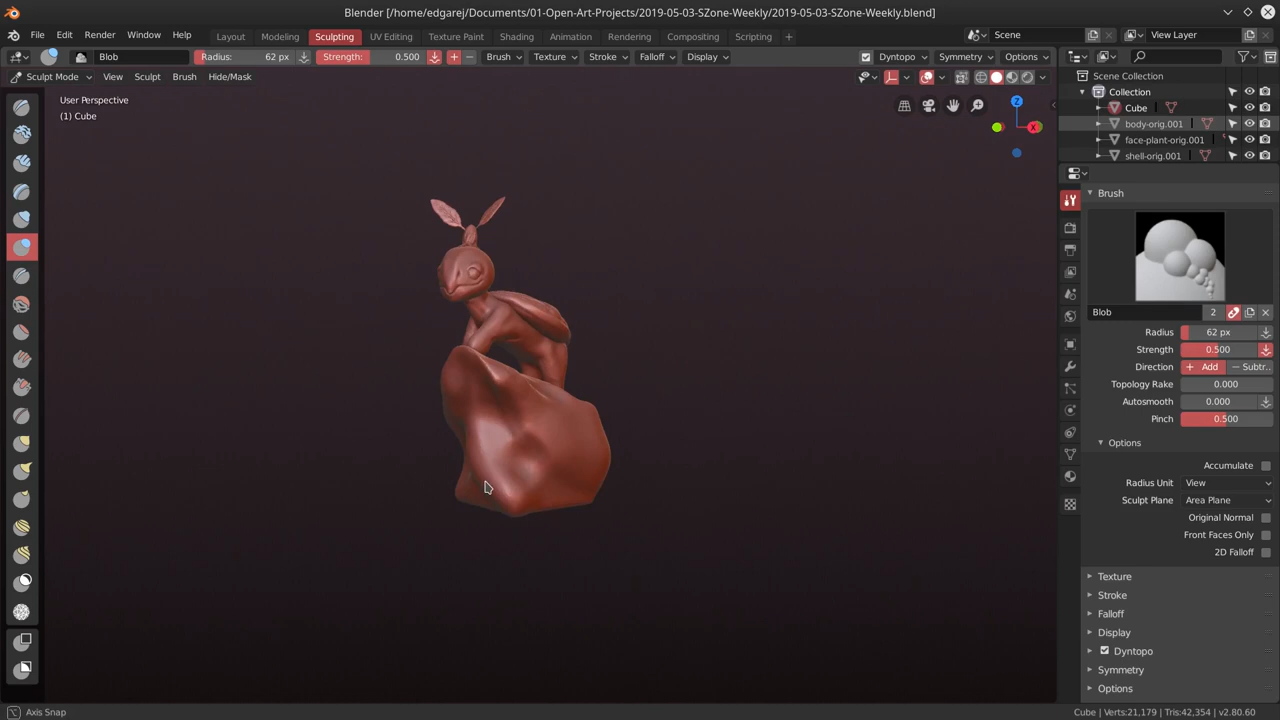 Blender [/home/edgarej/Documents/01-Open-Art-Projects/2019-05-03-SZone-Weekly/2019-05-03-SZone-Weekly.blend]
File Edit Render Window Help Layout Modeling Sculpting UV Editing Texture Paint Shading Animation Rendering Compositing Scripting + Scene View Layer
Blob Radius: 62 px Strength: 0.500 Brush Texture Stroke Falloff Display Dyntopo Symmetry Options
Sculpt Mode View Sculpt Brush Hide/Mask
Scene Collection
Collection
Cube
body-orig.001
face-plant-orig.001
shell-orig.001
User Perspective
(1) Cube
Z
X
Brush
Blob 2
Radius 62 px
Strength 0.500
Direction + Add − Subtr..
Topology Rake 0.000
Autosmooth 0.000
Pinch 0.500
Options
Accumulate
Radius Unit View
Sculpt Plane Area Plane
Original Normal
Front Faces Only
2D Falloff
Texture
Stroke
Falloff
Display
Dyntopo
Symmetry
Options
Axis Snap
Cube | Verts:21,179 | Tris:42,354 | v2.80.60